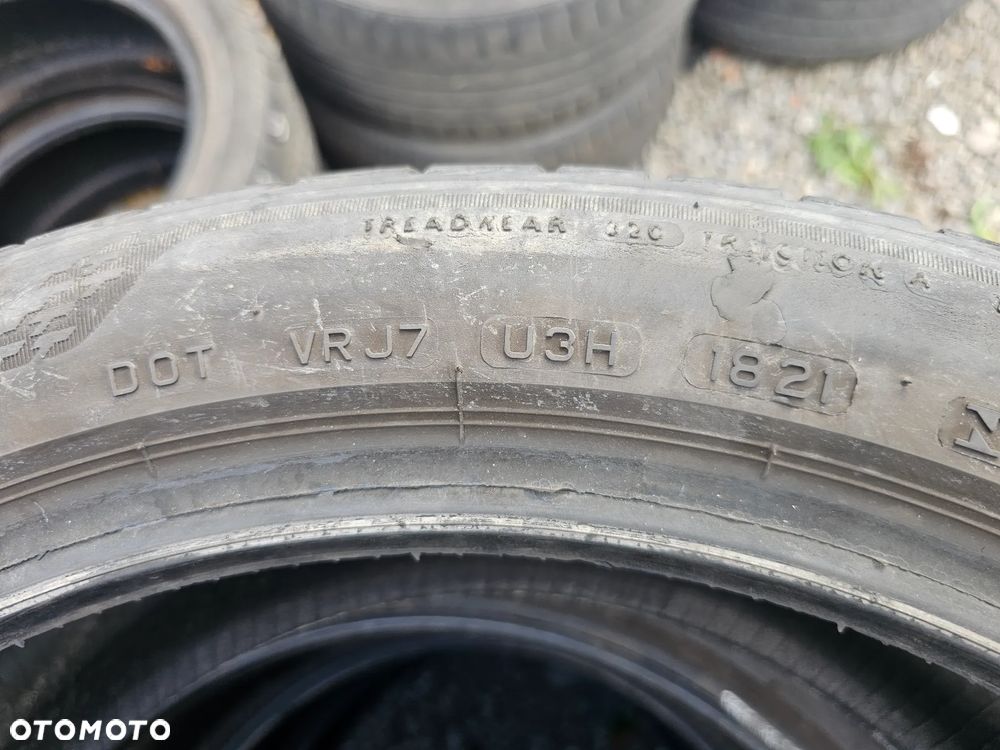 TREADWEAR 320 TRACTION A
DOT VRJ7 U3H 1821
OTOMOTO